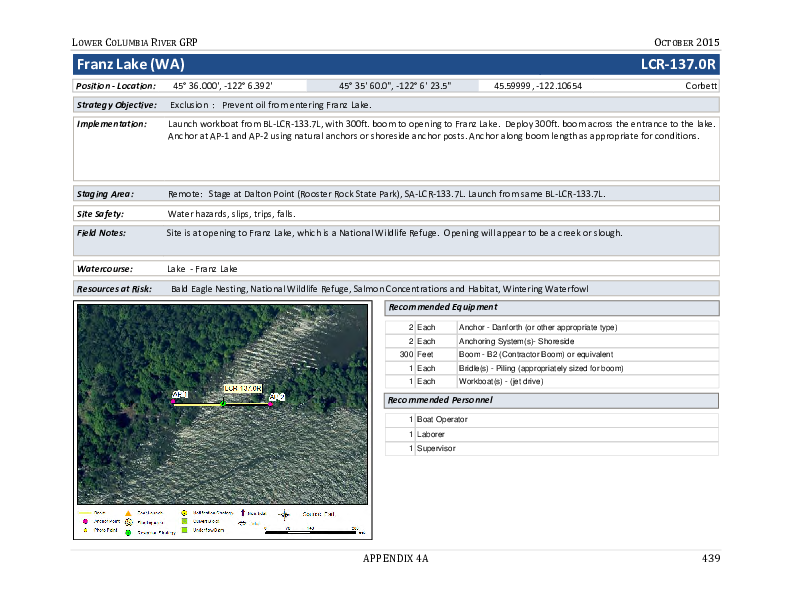 LOWER COLUMBIA RIVER GRP OCTOBER 2015
Franz Lake (WA) LCR-137.0R
Position - Location: 45° 36.000', -122° 6.392' 45° 35' 60.0", -122° 6' 23.5" 45.59999 , -122.10654 Corbett
Strategy Objective: Exclusion : Prevent oil from entering Franz Lake.
Implementation: Launch workboat from BL-LCR-133.7L, with 300ft. boom to opening to Franz Lake. Deploy 300ft. boom across the entrance to the lake.
Anchor at AP-1 and AP-2 using natural anchors or shoreside anchor posts. Anchor along boom length as appropriate for conditions.
Staging Area: Remote: Stage at Dalton Point (Rooster Rock State Park), SA-LCR-133.7L. Launch from same BL-LCR-133.7L.
Site Safety: Water hazards, slips, trips, falls.
Field Notes: Site is at opening to Franz Lake, which is a National Wildlife Refuge. Opening will appear to be a creek or slough.
Watercourse: Lake - Franz Lake
Resources at Risk: Bald Eagle Nesting, National Wildlife Refuge, Salmon Concentrations and Habitat, Wintering Waterfowl
Recommended Equipment
2 Each Anchor - Danforth (or other appropriate type)
2 Each Anchoring System(s)- Shoreside
300 Feet Boom - B2 (Contractor Boom) or equivalent
1 Each Bridle(s) - Piling (appropriately sized for boom)
1 Each Workboat(s) - (jet drive)
Recommended Personnel
1 Boat Operator
1 Laborer
1 Supervisor
LCR-137.0R
Anchor Point
Photo Point
APPENDIX 4A 439